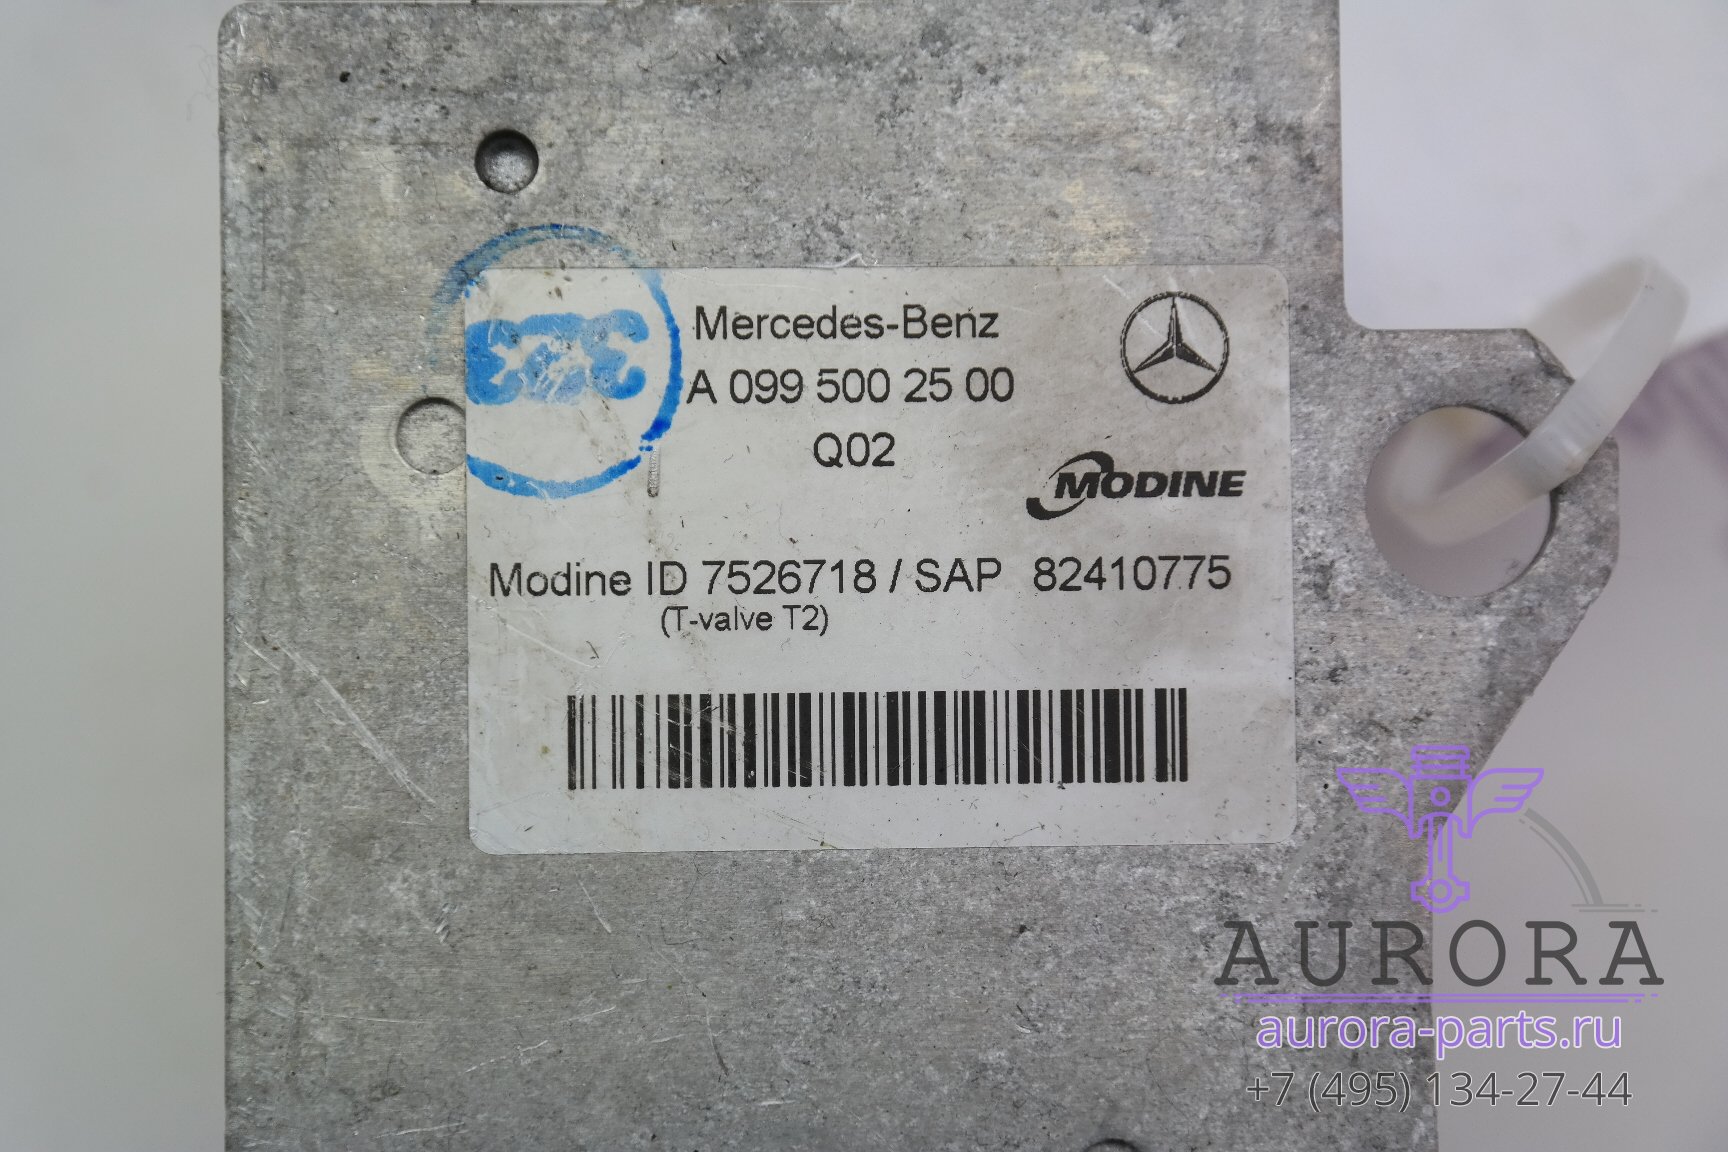 Mercedes-Benz
A 099 500 25 00
Q02
MODINE
Modine ID 7526718 / SAP 82410775
(T-valve T2)
AURORA
aurora-parts.ru
+7 (495) 134-27-44